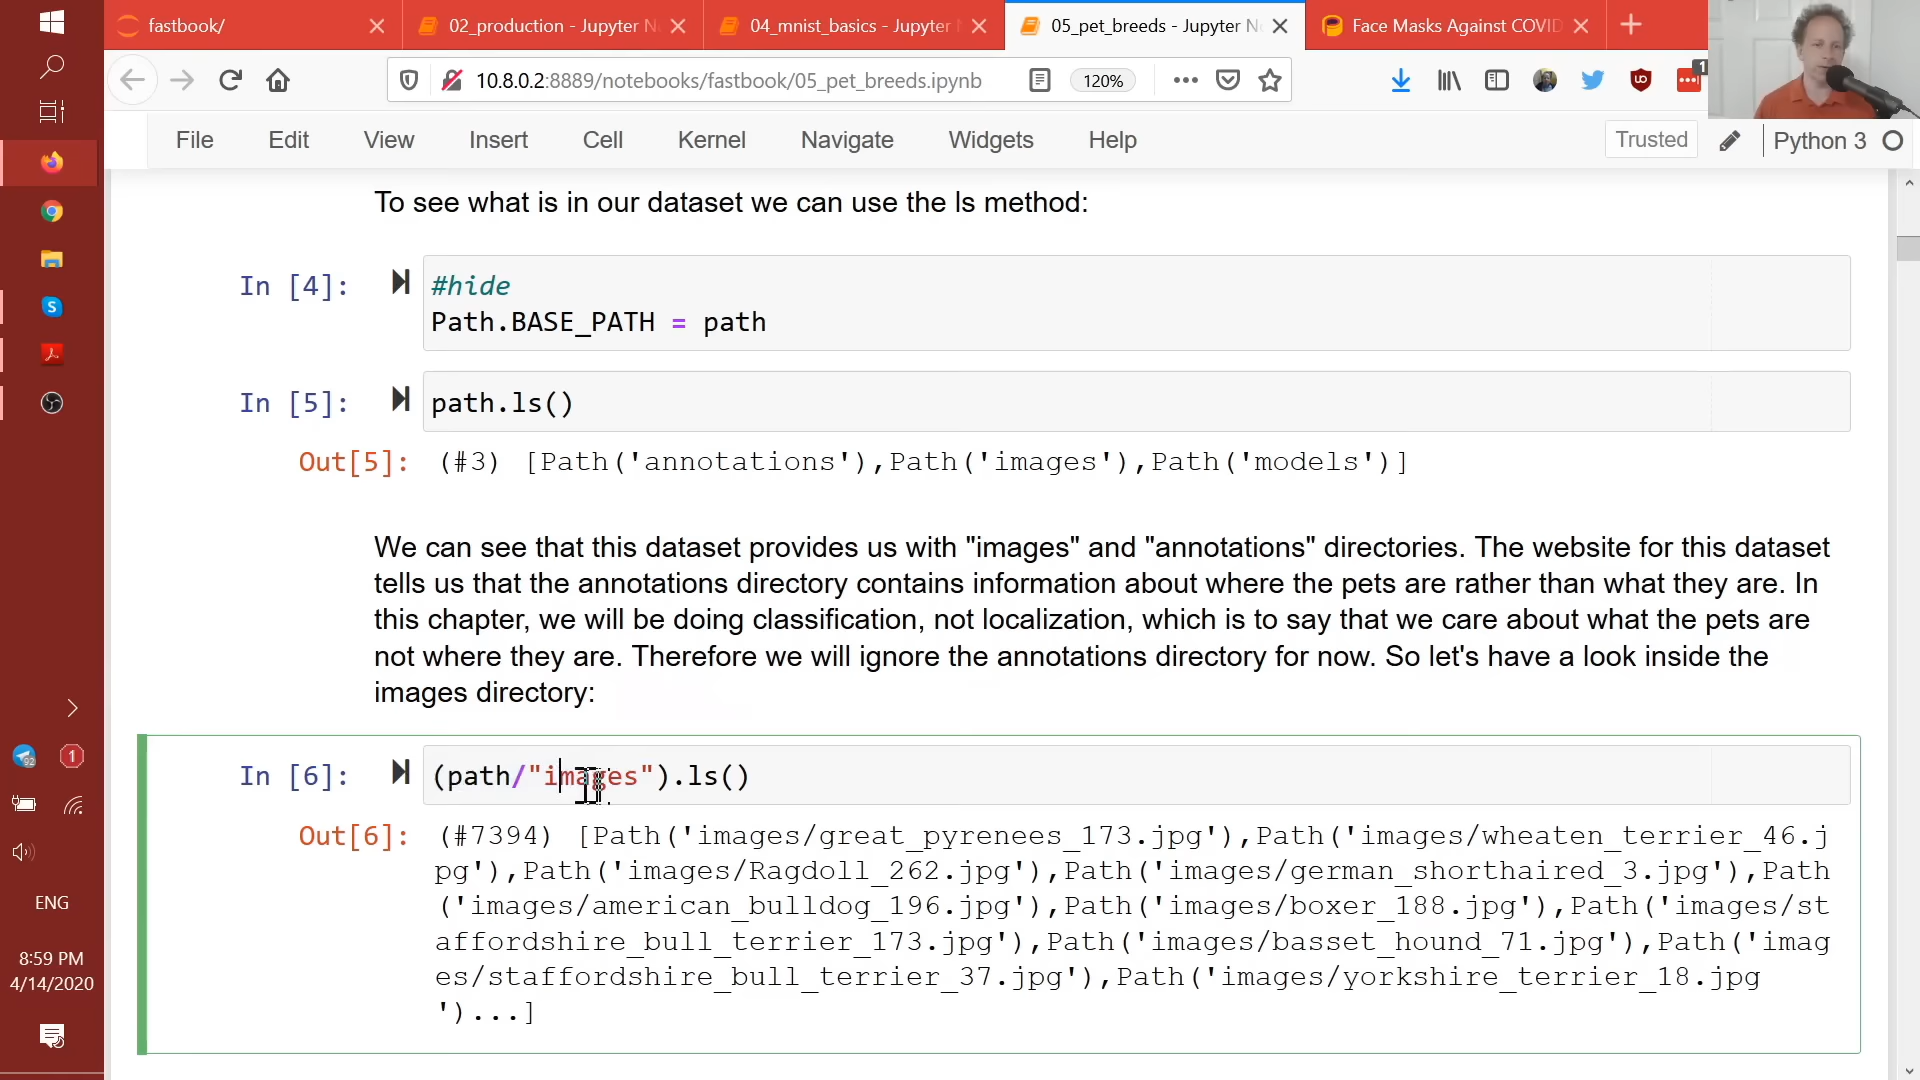 fastbook/
02_production - Jupyter N
04_mnist_basics - Jupyter
05_pet_breeds - Jupyter N
Face Masks Against COVID
10.8.0.2:8889/notebooks/fastbook/05_pet_breeds.ipynb
120%
1
File Edit View Insert Cell Kernel Navigate Widgets Help
Trusted
Python 3
To see what is in our dataset we can use the ls method:
In [4]:
#hide
Path.BASE_PATH = path
In [5]:
path.ls()
Out[5]:
(#3) [Path('annotations'),Path('images'),Path('models')]
We can see that this dataset provides us with "images" and "annotations" directories. The website for this dataset
tells us that the annotations directory contains information about where the pets are rather than what they are. In
this chapter, we will be doing classification, not localization, which is to say that we care about what the pets are
not where they are. Therefore we will ignore the annotations directory for now. So let's have a look inside the
images directory:
In [6]:
(path/"images").ls()
Out[6]:
(#7394) [Path('images/great_pyrenees_173.jpg'),Path('images/wheaten_terrier_46.j
pg'),Path('images/Ragdoll_262.jpg'),Path('images/german_shorthaired_3.jpg'),Path
('images/american_bulldog_196.jpg'),Path('images/boxer_188.jpg'),Path('images/st
affordshire_bull_terrier_173.jpg'),Path('images/basset_hound_71.jpg'),Path('imag
es/staffordshire_bull_terrier_37.jpg'),Path('images/yorkshire_terrier_18.jpg
')...]
92
1
ENG
8:59 PM
4/14/2020